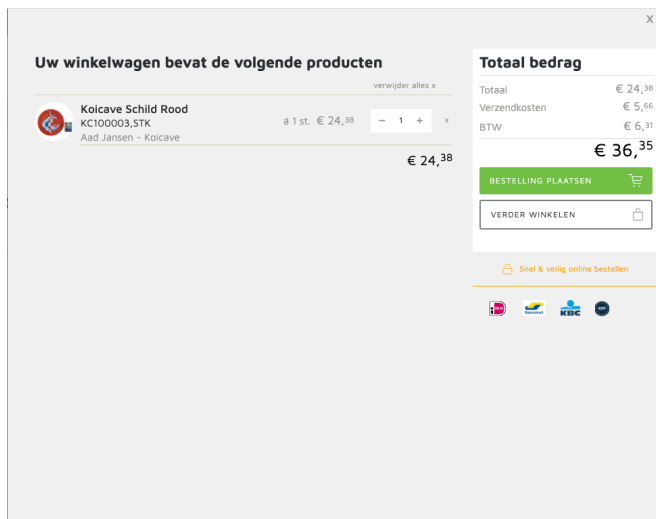 X
Uw winkelwagen bevat de volgende producten
verwijder alles x
Koicave Schild Rood
KC100003,STK
Aad Jansen - Koicave
á 1 st. € 24,38
− 1 +
x
€ 24,38
Totaal bedrag
Totaal € 24,38
Verzendkosten € 5,66
BTW € 6,31
€ 36,35
BESTELLING PLAATSEN
VERDER WINKELEN
Snel & veilig online bestellen
KBC